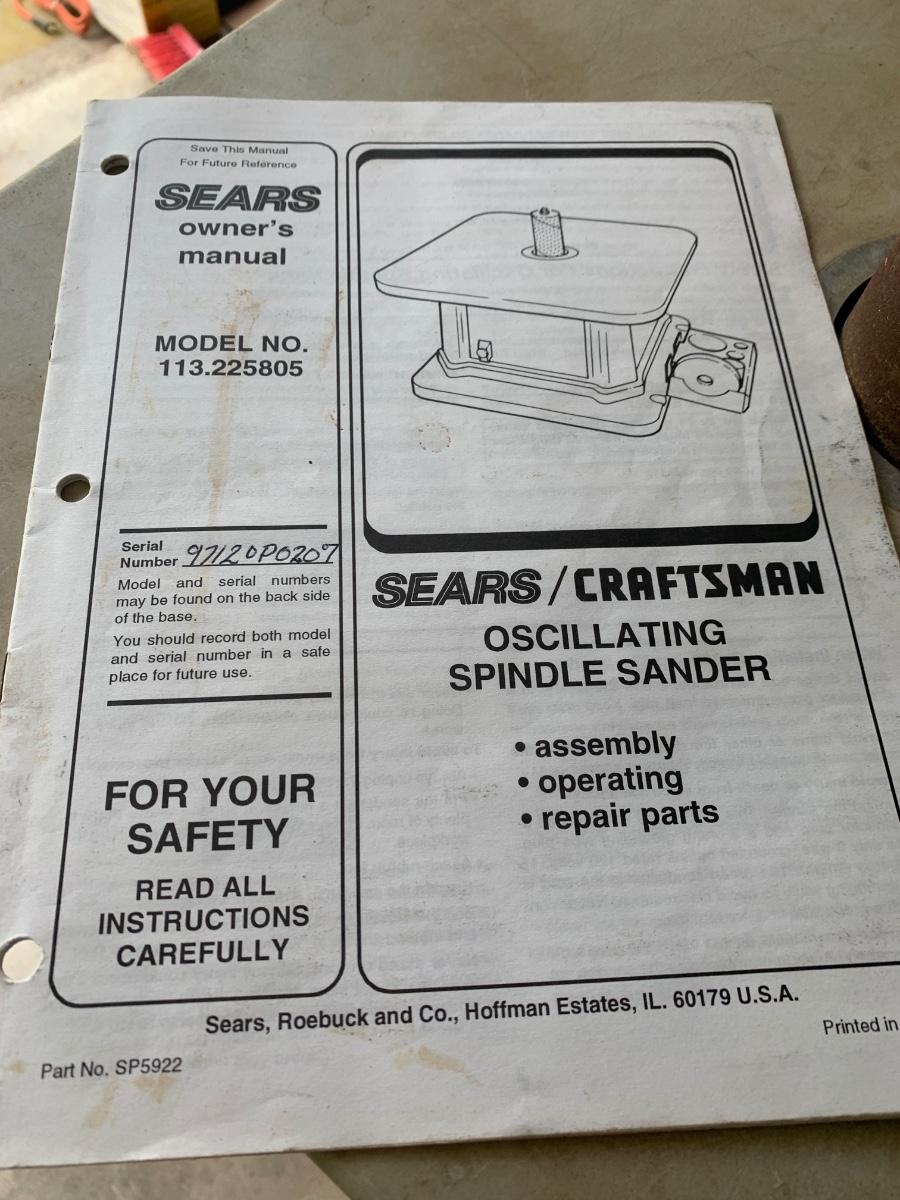 Save This Manual
For Future Reference
SEARS
owner's
manual
MODEL NO.
113.225805
Serial
Number 97120P0207
Model and serial numbers
may be found on the back side
of the base.
You should record both model
and serial number in a safe
place for future use.
FOR YOUR
SAFETY
READ ALL
INSTRUCTIONS
CAREFULLY
SEARS / CRAFTSMAN
OSCILLATING
SPINDLE SANDER
• assembly
• operating
• repair parts
Sears, Roebuck and Co., Hoffman Estates, IL. 60179 U.S.A.
Printed in
Part No. SP5922